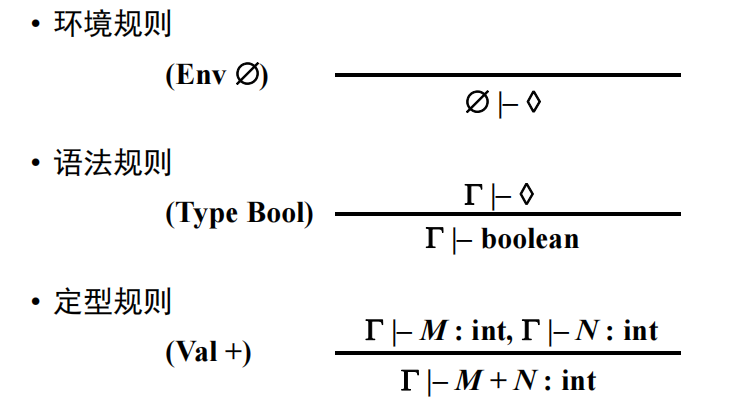 • 环境规则
(Env ∅)
∅ |– ◊
• 语法规则
Γ |– ◊
(Type Bool)
Γ |– boolean
• 定型规则
Γ |– M : int, Γ |– N : int
(Val +)
Γ |– M + N : int